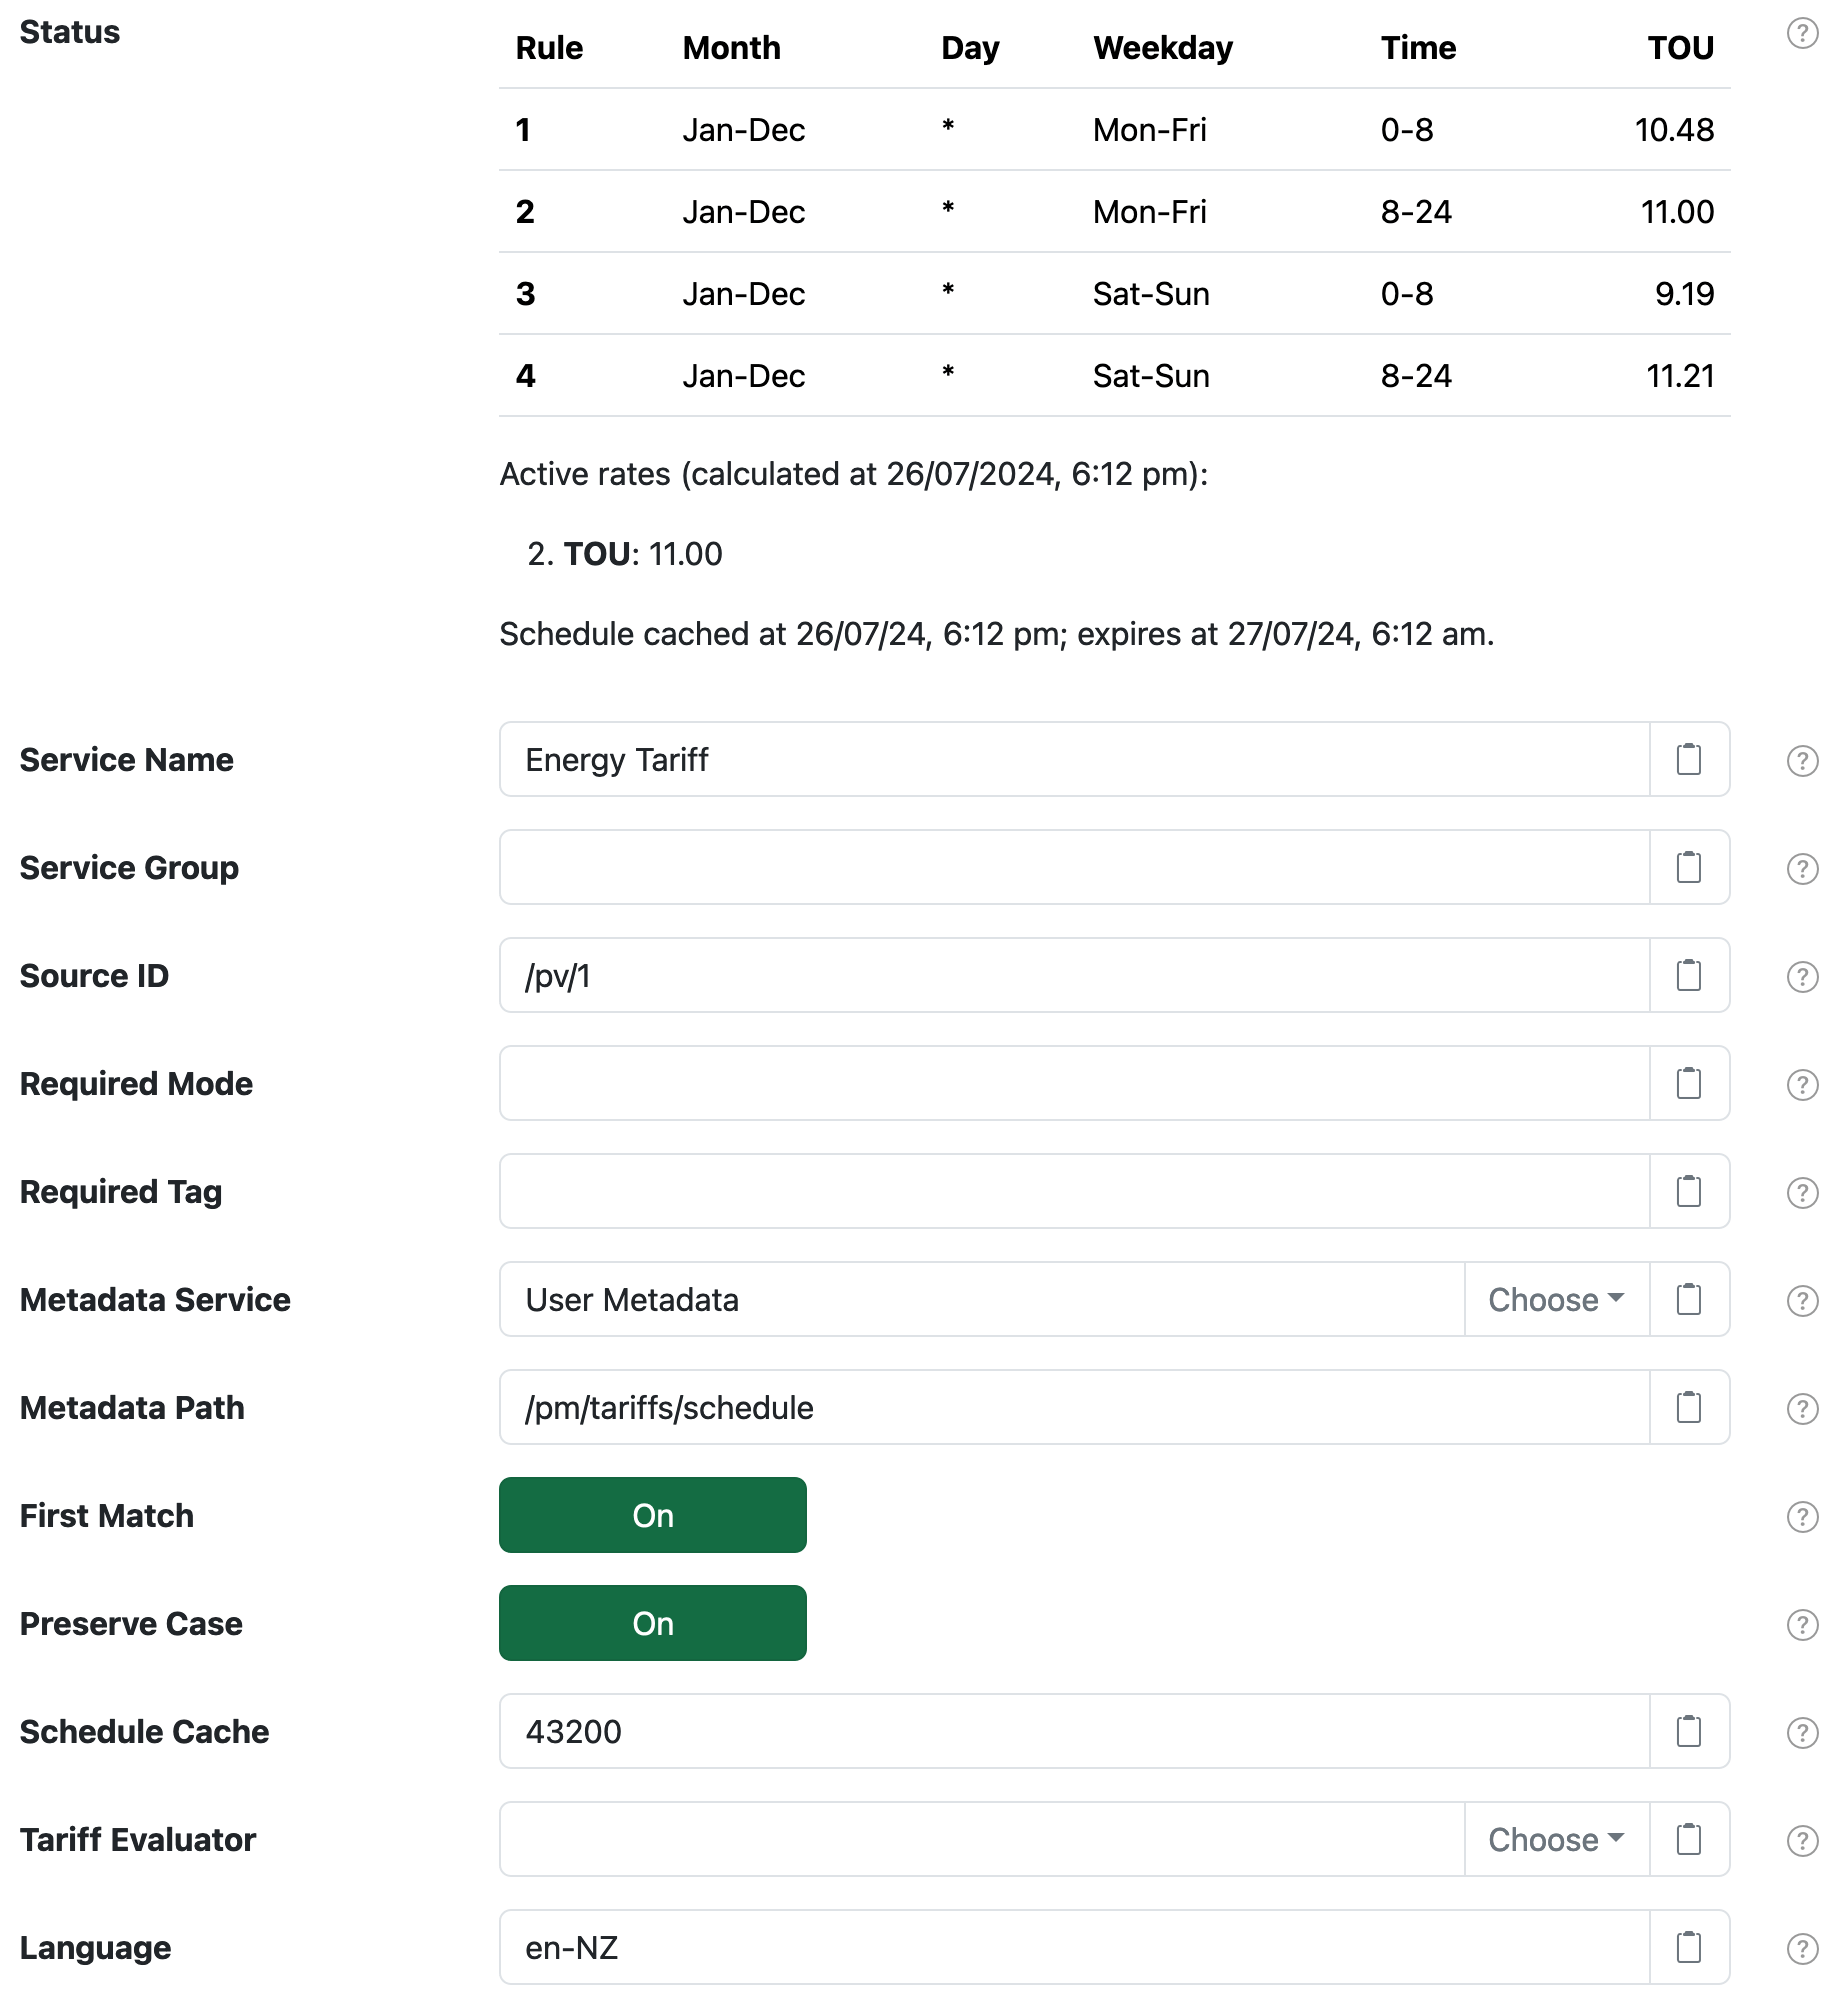 Status
Rule Month Day Weekday Time TOU
1 Jan-Dec * Mon-Fri 0-8 10.48
2 Jan-Dec * Mon-Fri 8-24 11.00
3 Jan-Dec * Sat-Sun 0-8 9.19
4 Jan-Dec * Sat-Sun 8-24 11.21
Active rates (calculated at 26/07/2024, 6:12 pm):
2. TOU: 11.00
Schedule cached at 26/07/24, 6:12 pm; expires at 27/07/24, 6:12 am.
Service Name Energy Tariff
Service Group
Source ID /pv/1
Required Mode
Required Tag
Metadata Service User Metadata Choose
Metadata Path /pm/tariffs/schedule
First Match On
Preserve Case On
Schedule Cache 43200
Tariff Evaluator Choose
Language en-NZ